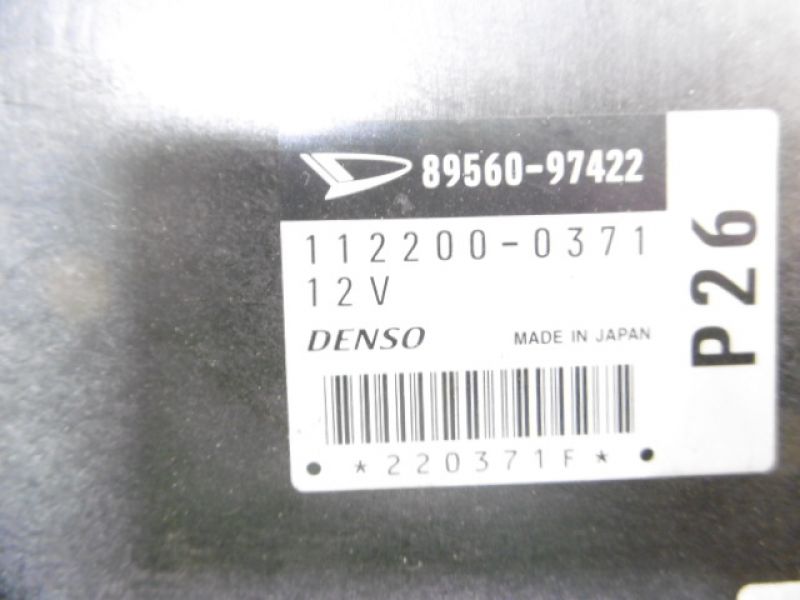 89560-97422
112200-0371
12V
DENSO MADE IN JAPAN
*220371F*
P26